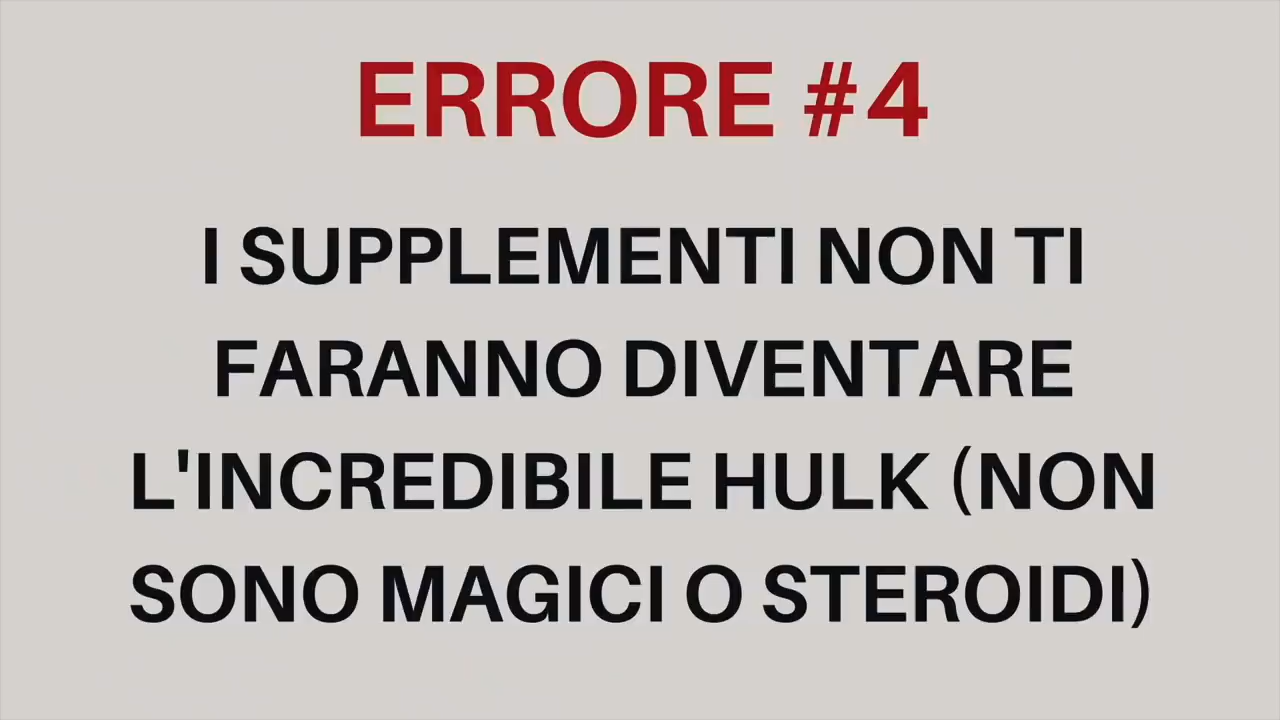 ERRORE #4
I SUPPLEMENTI NON TI
FARANNO DIVENTARE
L'INCREDIBILE HULK (NON
SONO MAGICI O STEROIDI)